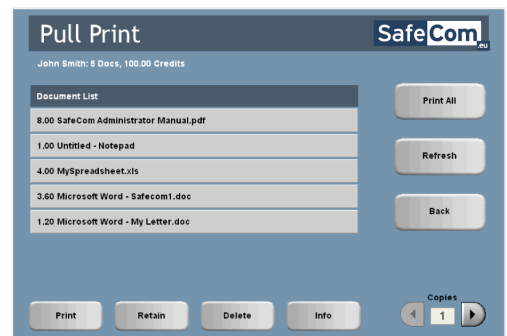 Pull Print
SafeCom
.eu
John Smith: 5 Docs, 100.00 Credits
Document List
8.00 SafeCom Administrator Manual.pdf
1.00 Untitled - Notepad
4.00 MySpreadsheet.xls
3.60 Microsoft Word - Safecom1.doc
1.20 Microsoft Word - My Letter.doc
Print All
Refresh
Back
Print
Retain
Delete
Info
Copies
1